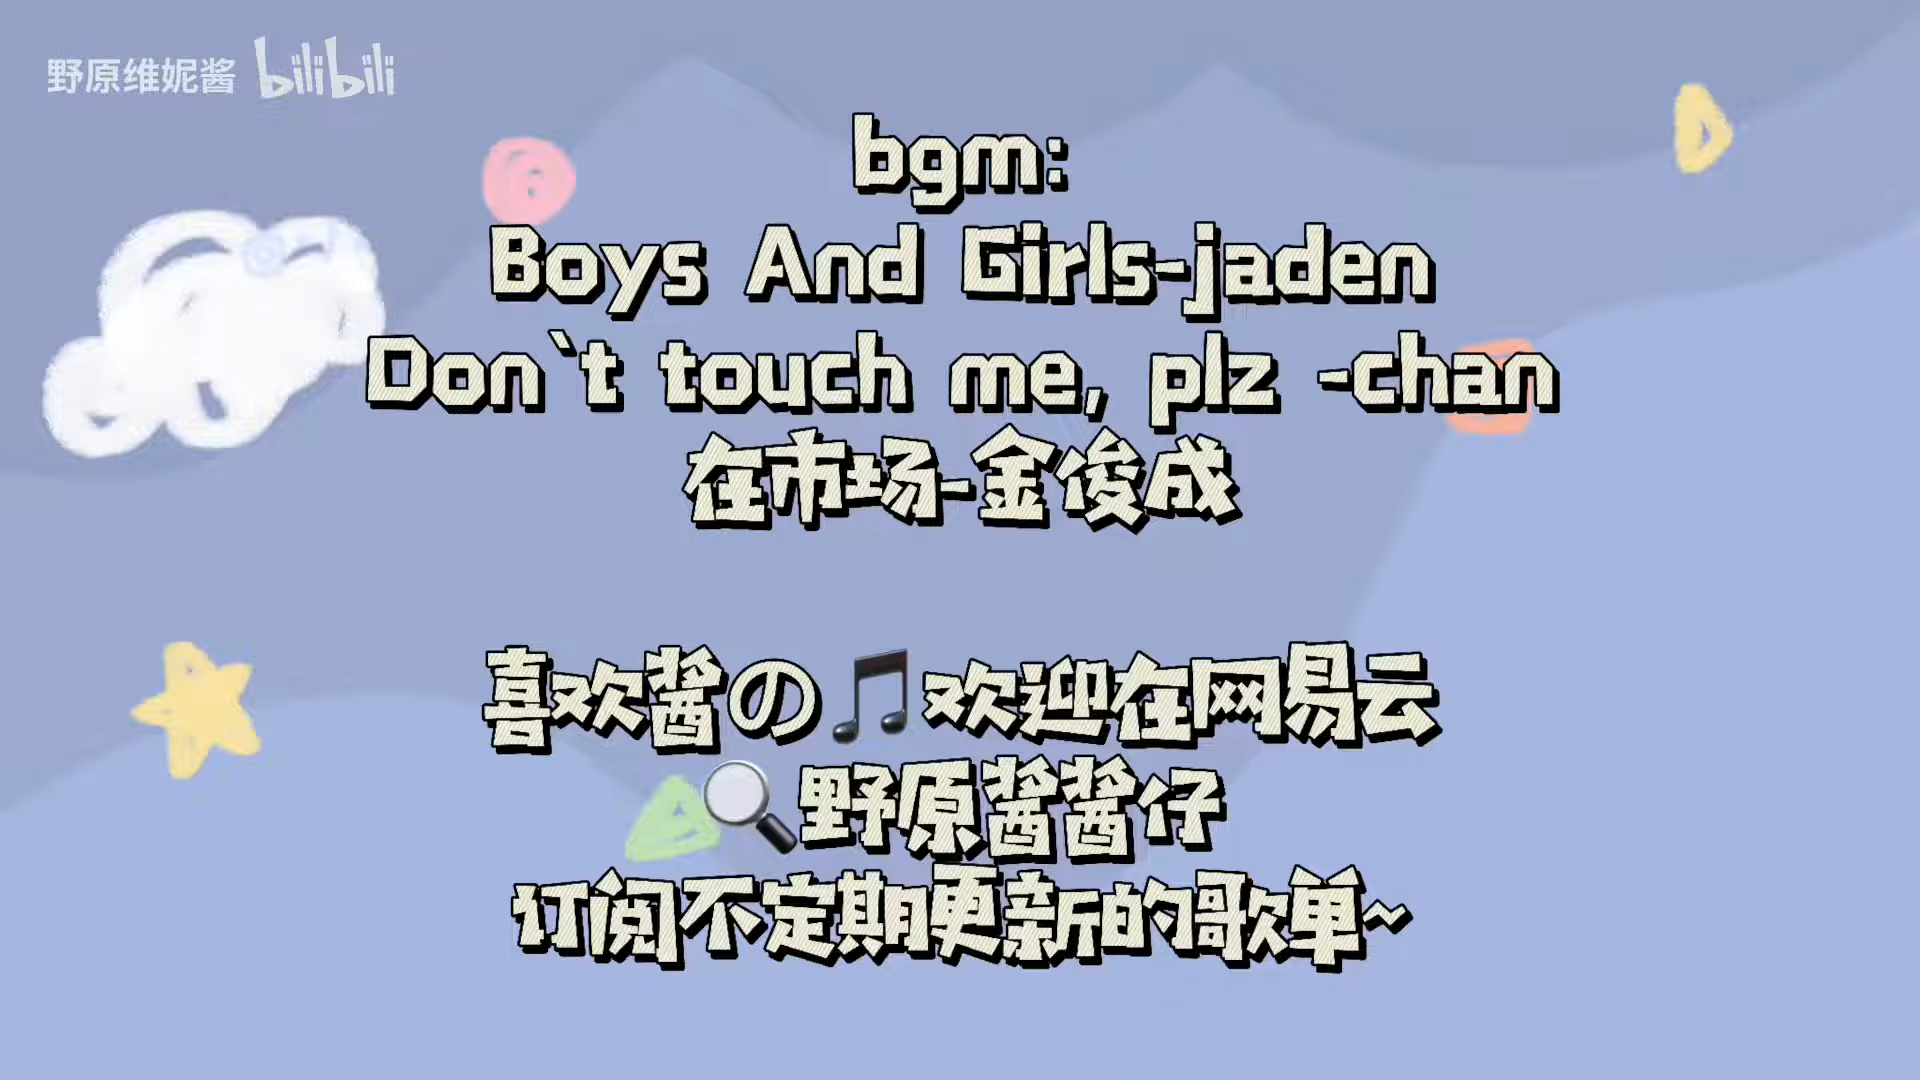 野原维妮酱 bilibili
bgm:
Boys And Girls-jaden
Don`t touch me, plz -chan
在市场-金俊成
喜欢酱の🎵欢迎在网易云
🔍野原酱酱仔
订阅不定期更新的歌单~